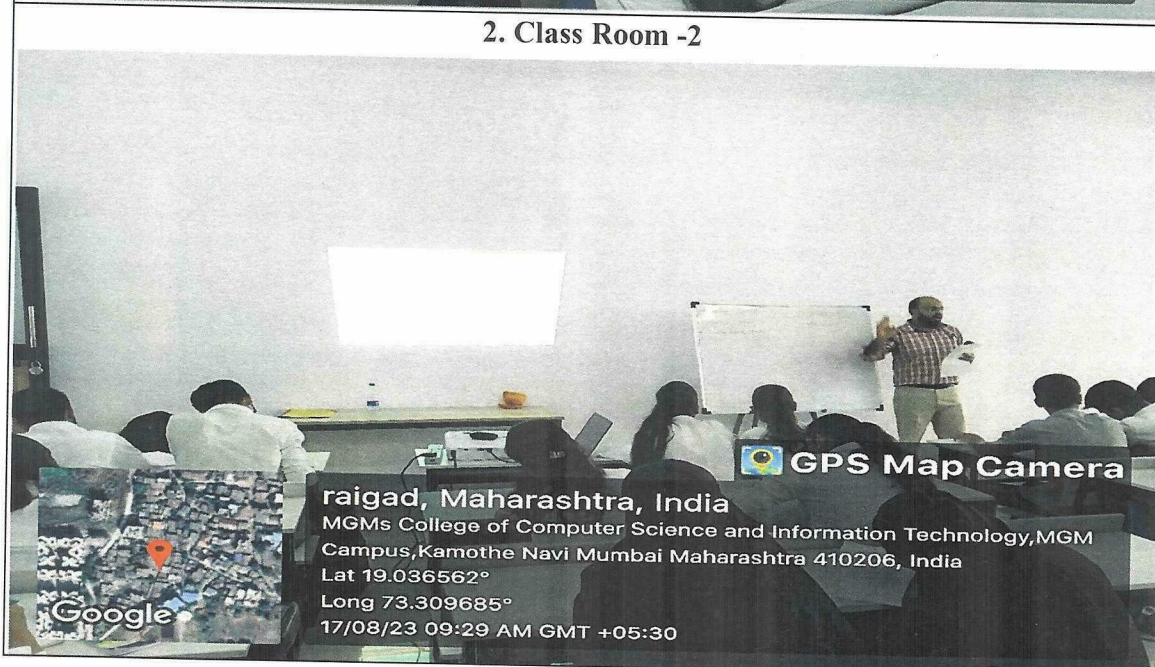 2. Class Room -2
GPS Map Camera
raigad, Maharashtra, India
MGMs College of Computer Science and Information Technology,MGM
Campus,Kamothe Navi Mumbai Maharashtra 410206, India
Lat 19.036562°
Long 73.309685°
17/08/23 09:29 AM GMT +05:30
Google